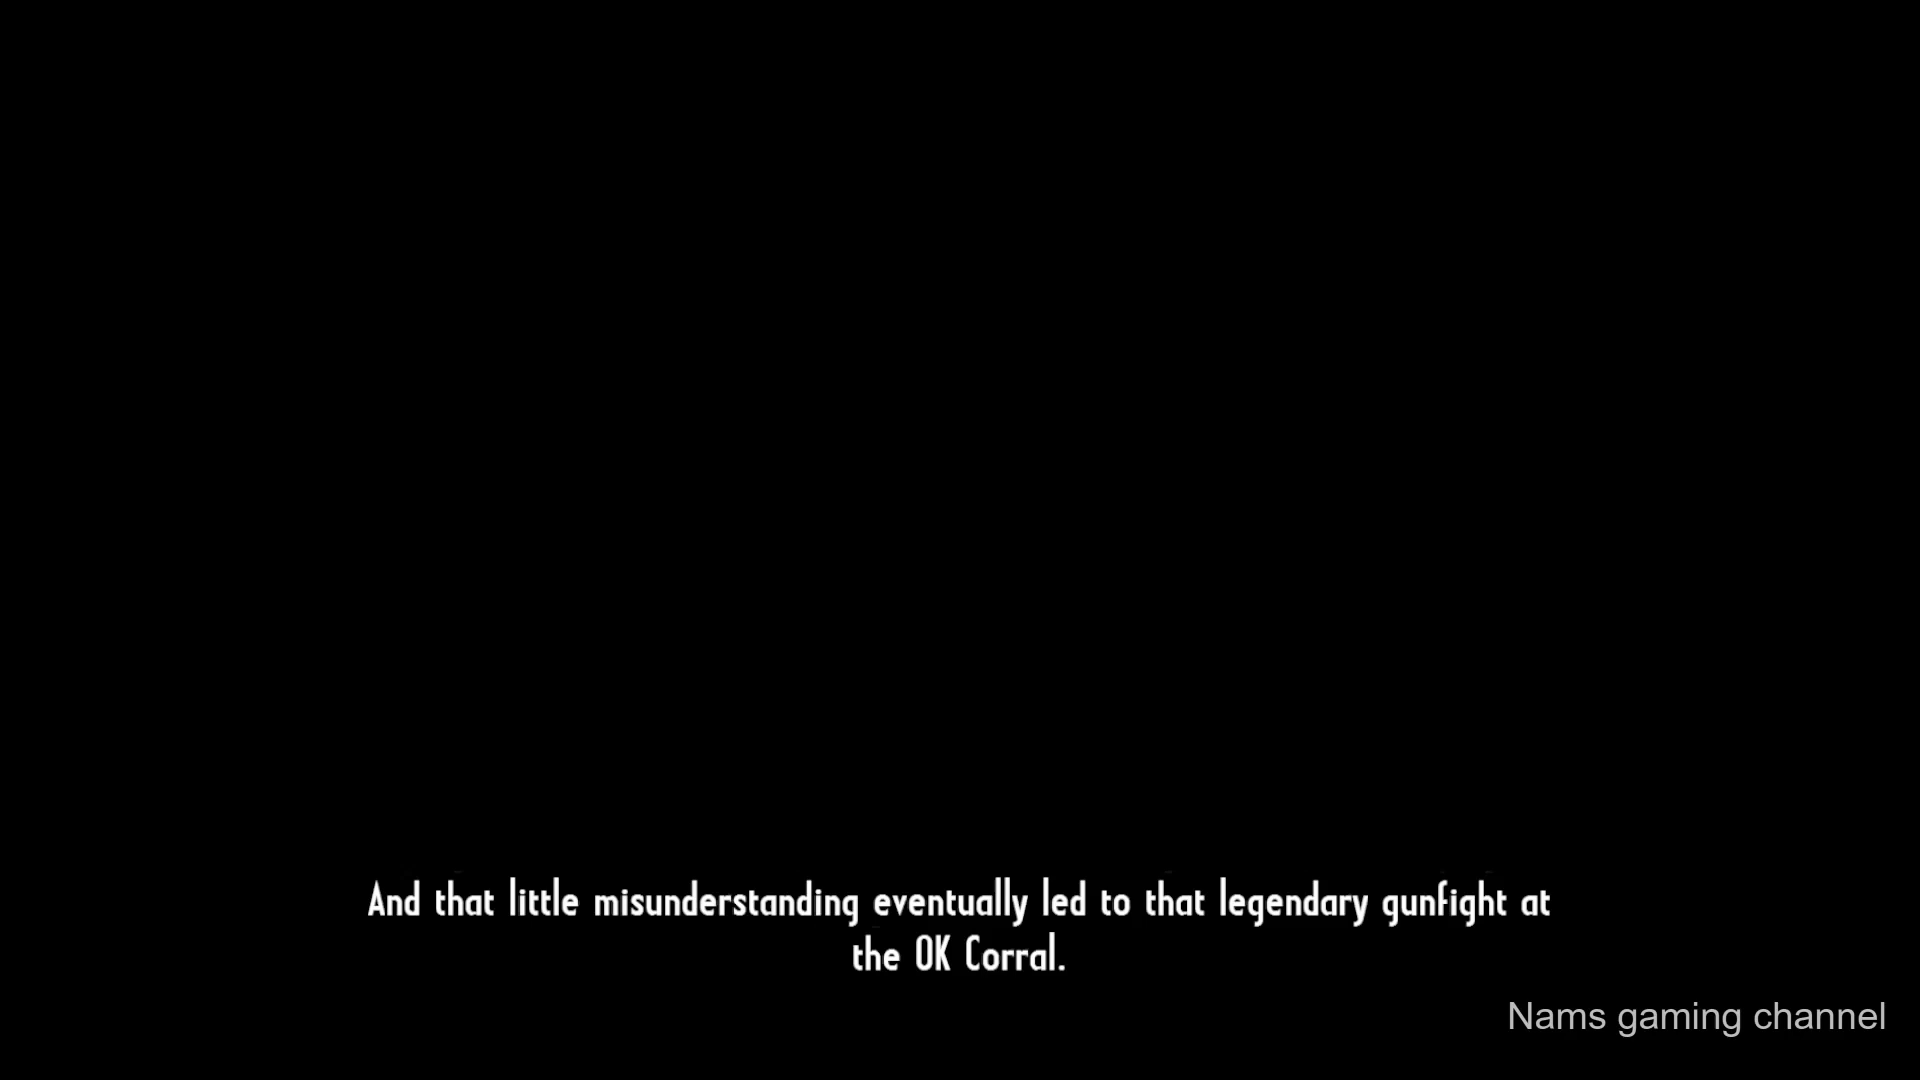 And that little misunderstanding eventually led to that legendary gunfight at
the OK Corral.
Nams gaming channel